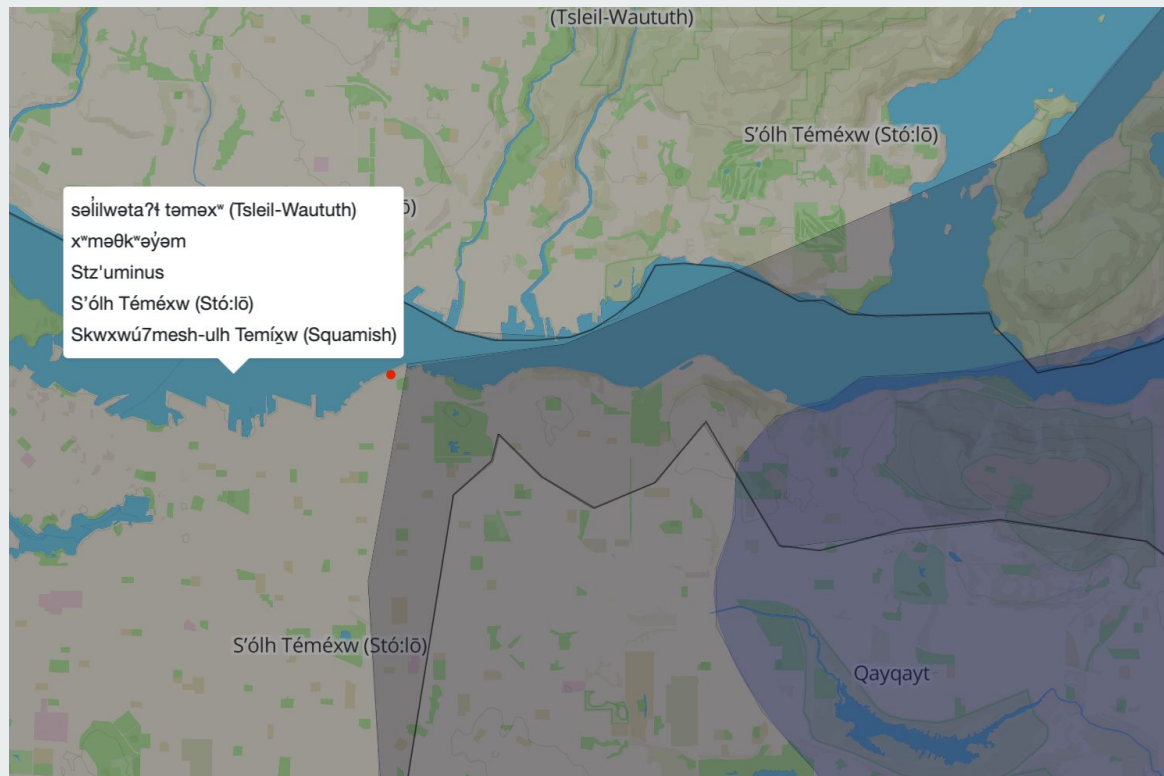 (Tsleil-Waututh)
S’ólh Téméxw (Stó:lō)
səl̓ilwətaʔɬ təməxʷ (Tsleil-Waututh)
ō)
xʷməθkʷəy̓əm
Stz'uminus
S’ólh Téméxw (Stó:lō)
Skwxwú7mesh-ulh Temíx̱w (Squamish)
S’ólh Téméxw (Stó:lō)
Qayqayt